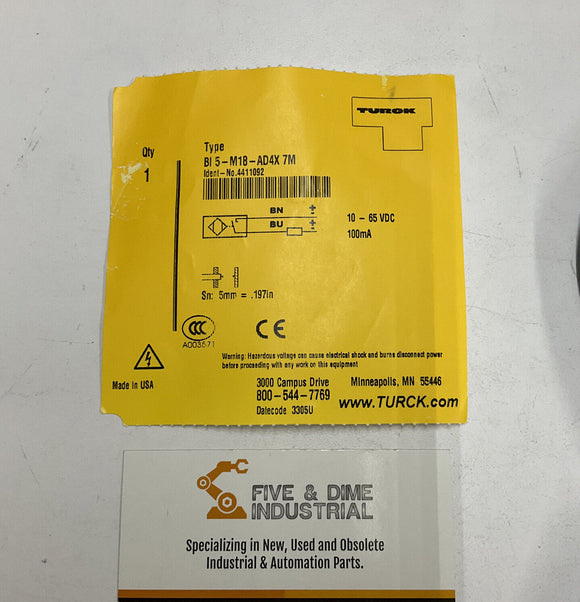 TURCK
Qty
1
Type
BI 5-M18-AD4X 7M
Ident-No.4411092
BN
±
BU
±
10 - 65 VDC
100mA
Sn: 5mm = .197in
CCC
A003671
CE
Warning: Hazardous voltage can cause electrical shock and burns disconnect power
before proceeding with any work on this equipment
Made in USA
3000 Campus Drive
Minneapolis, MN 55446
800-544-7769
www.TURCK.com
Datecode 3305U
FIVE & DIME
INDUSTRIAL
Specializing in New, Used and Obsolete
Industrial & Automation Parts.